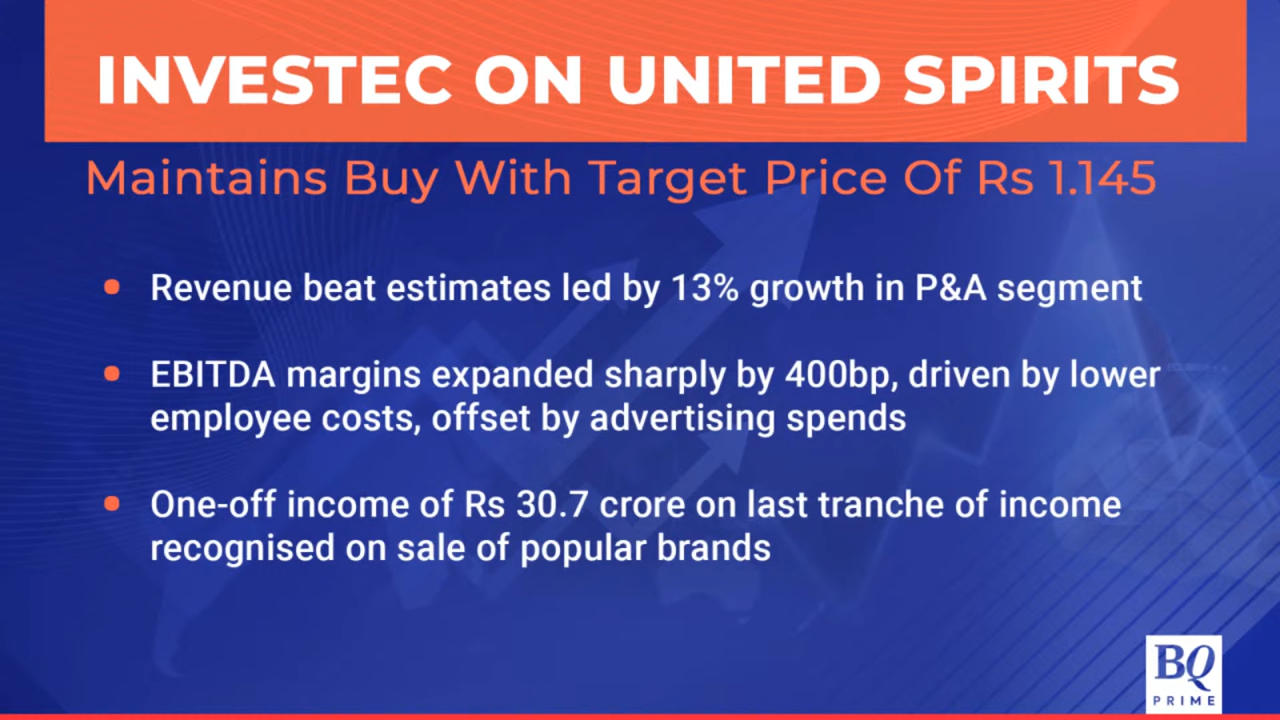 INVESTEC ON UNITED SPIRITS
Maintains Buy With Target Price Of Rs 1.145
Revenue beat estimates led by 13% growth in P&A segment
EBITDA margins expanded sharply by 400bp, driven by lower
employee costs, offset by advertising spends
One-off income of Rs 30.7 crore on last tranche of income
recognised on sale of popular brands
BQ
PRIME